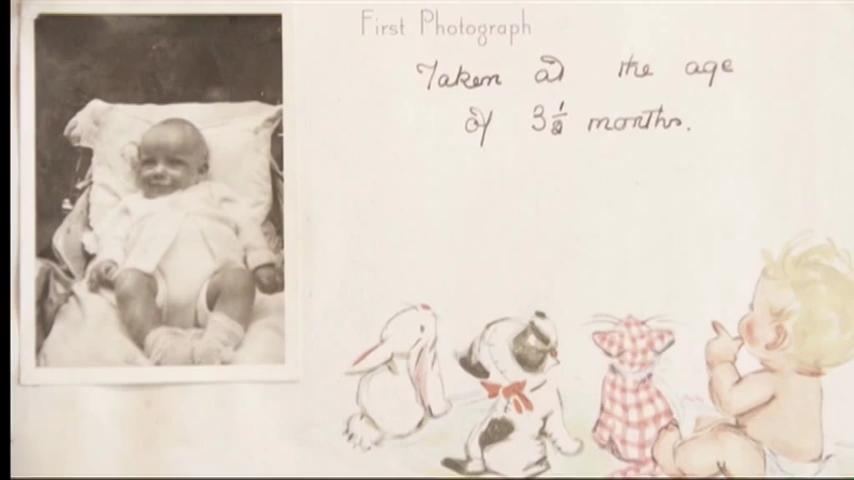 First Photograph
Taken at the age
of 3½ months.